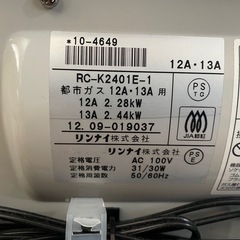 *10-4649
12A・13A
RC-K2401E-1
都市ガス 12A・13A 用
12A 2.28kW
13A 2.44kW
12.09-019037
リンナイ株式会社
PS
TG
JIA認証
リンナイ株式会社
定格電圧 AC 100V
定格消費電力 31/30W
定格周波数 50/60Hz
PS
E